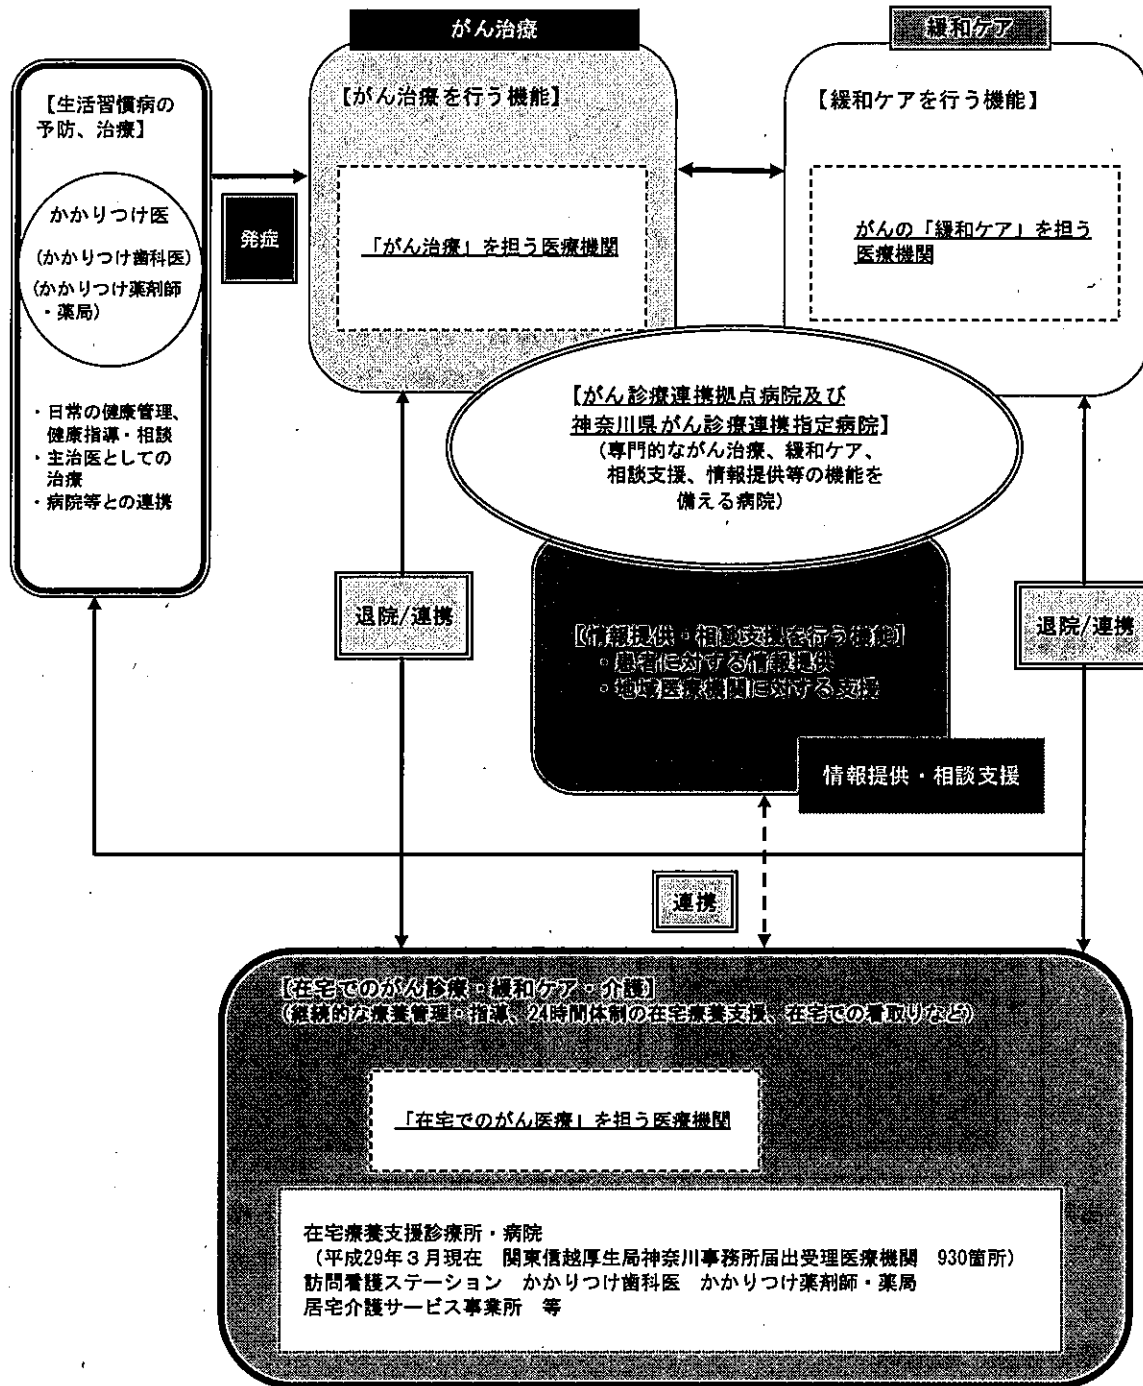 がん治療
緩和ケア
【生活習慣病の
予防、治療】
かかりつけ医
(かかりつけ歯科医)
(かかりつけ薬剤師
・薬局)
・日常の健康管理、
健康指導・相談
・主治医としての
治療
・病院等との連携
発症
【がん治療を行う機能】
「がん治療」を担う医療機関
【緩和ケアを行う機能】
がんの「緩和ケア」を担う
医療機関
【がん診療連携拠点病院及び
神奈川県がん診療連携指定病院】
(専門的ながん治療、緩和ケア、
相談支援、情報提供等の機能を
備える病院)
退院/連携
【情報提供・相談支援を行う機能】
・患者に対する情報提供
・地域医療機関に対する支援
退院/連携
情報提供・相談支援
連携
【在宅でのがん診療・緩和ケア・介護】
(継続的な療養管理・指導、24時間体制の在宅療養支援、在宅での看取りなど)
「在宅でのがん医療」を担う医療機関
在宅療養支援診療所・病院
(平成29年3月現在　関東信越厚生局神奈川事務所届出受理医療機関　930箇所)
訪問看護ステーション　かかりつけ歯科医　かかりつけ薬剤師・薬局
居宅介護サービス事業所　等